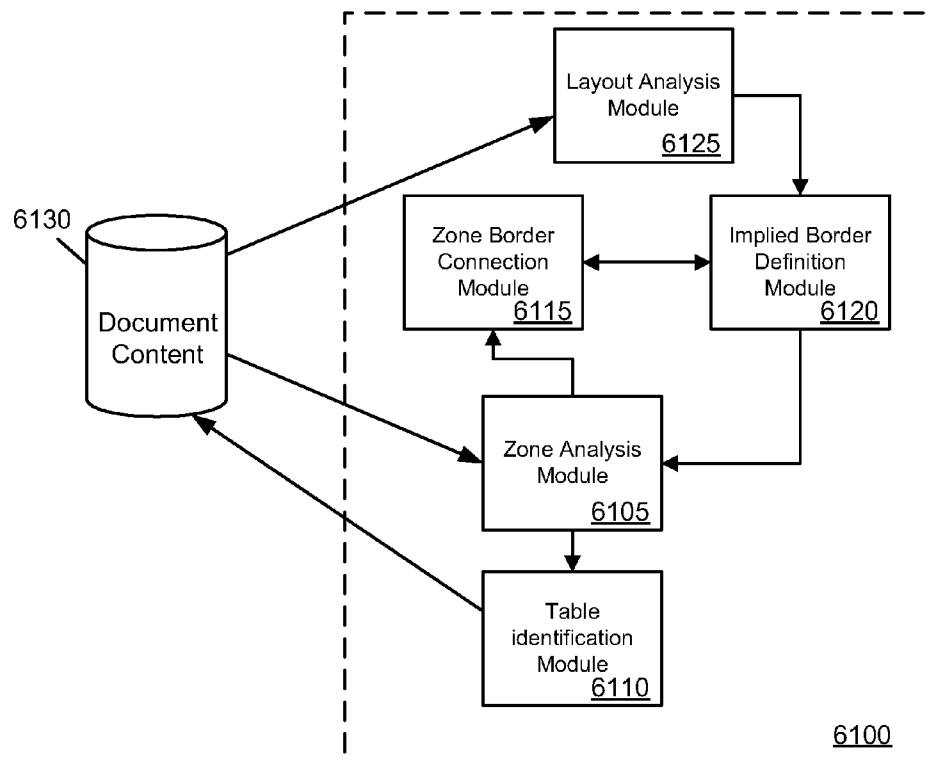 Layout Analysis
Module
6125
6130
Zone Border
Connection
Module
6115
Implied Border
Definition
Module
6120
Document
Content
Zone Analysis
Module
6105
Table
identification
Module
6110
6100